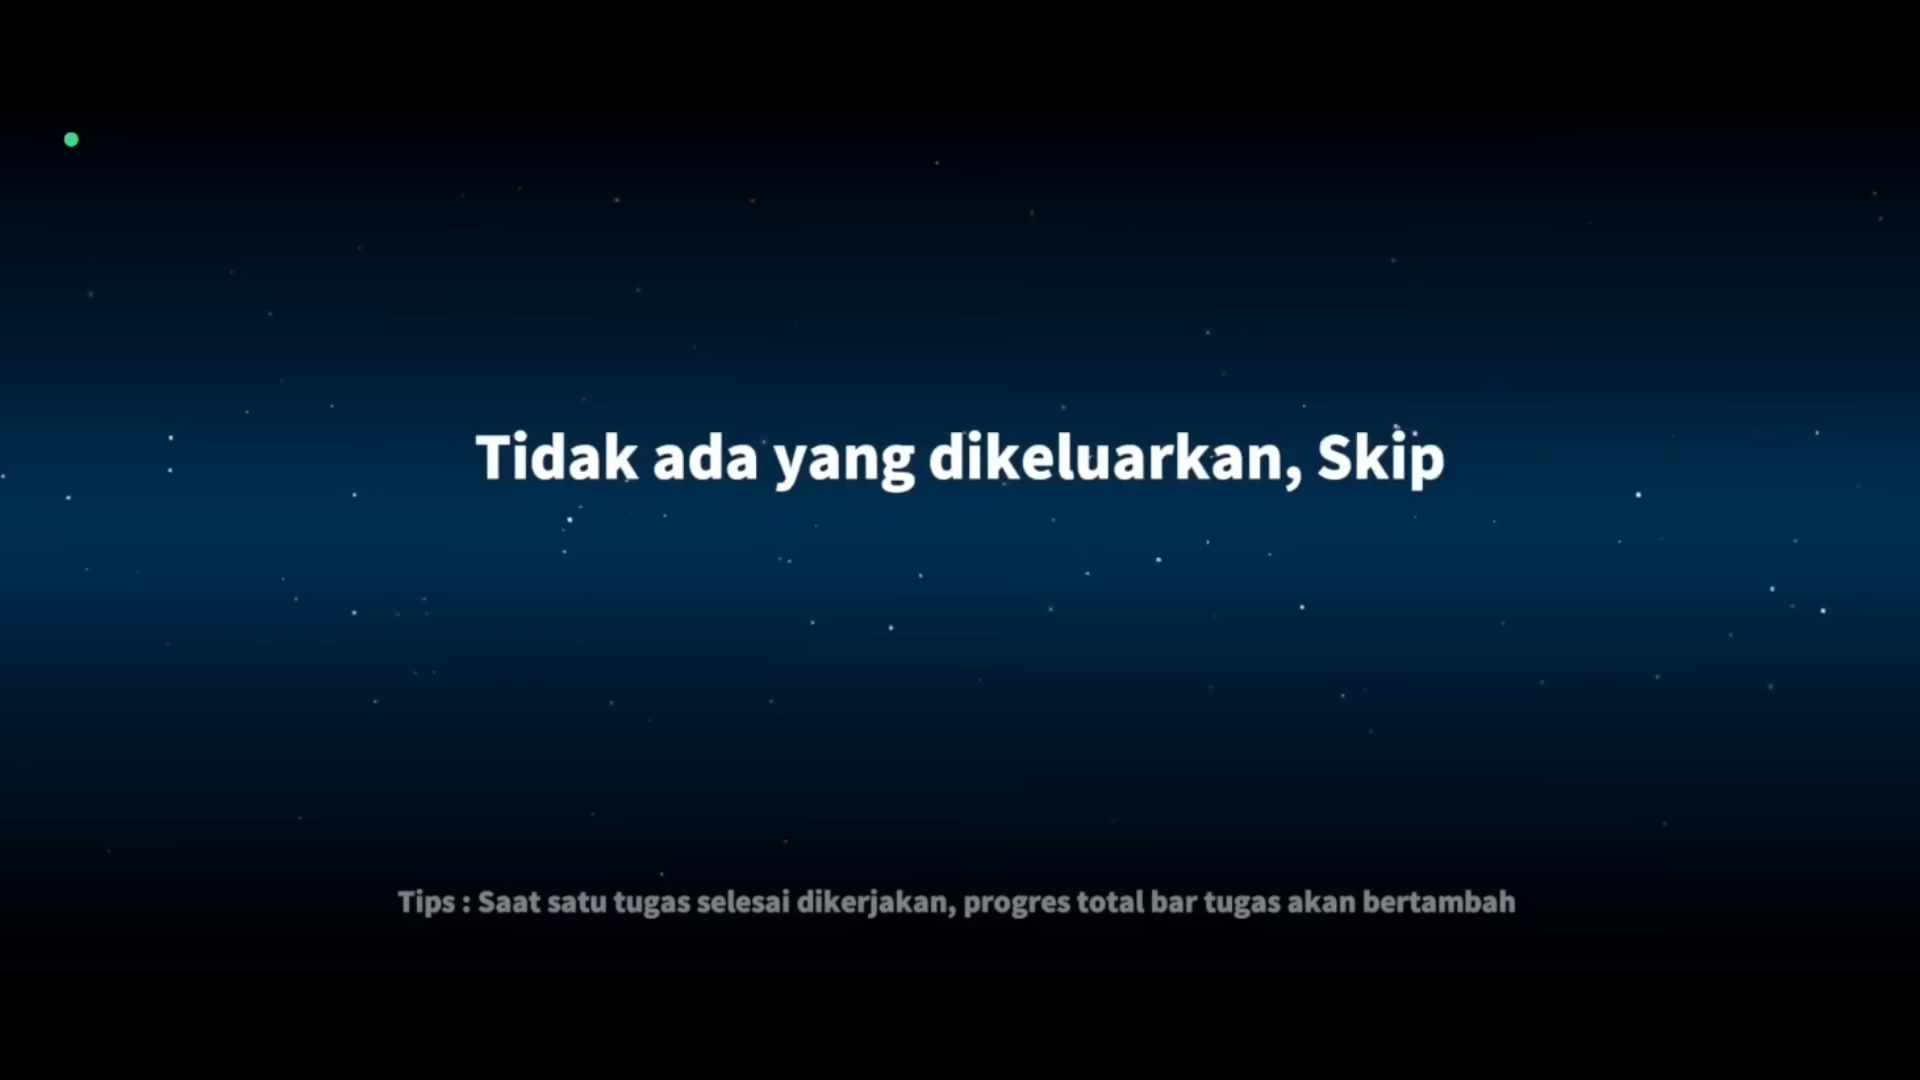 Tidak ada yang dikeluarkan, Skip
Tips : Saat satu tugas selesai dikerjakan, progres total bar tugas akan bertambah